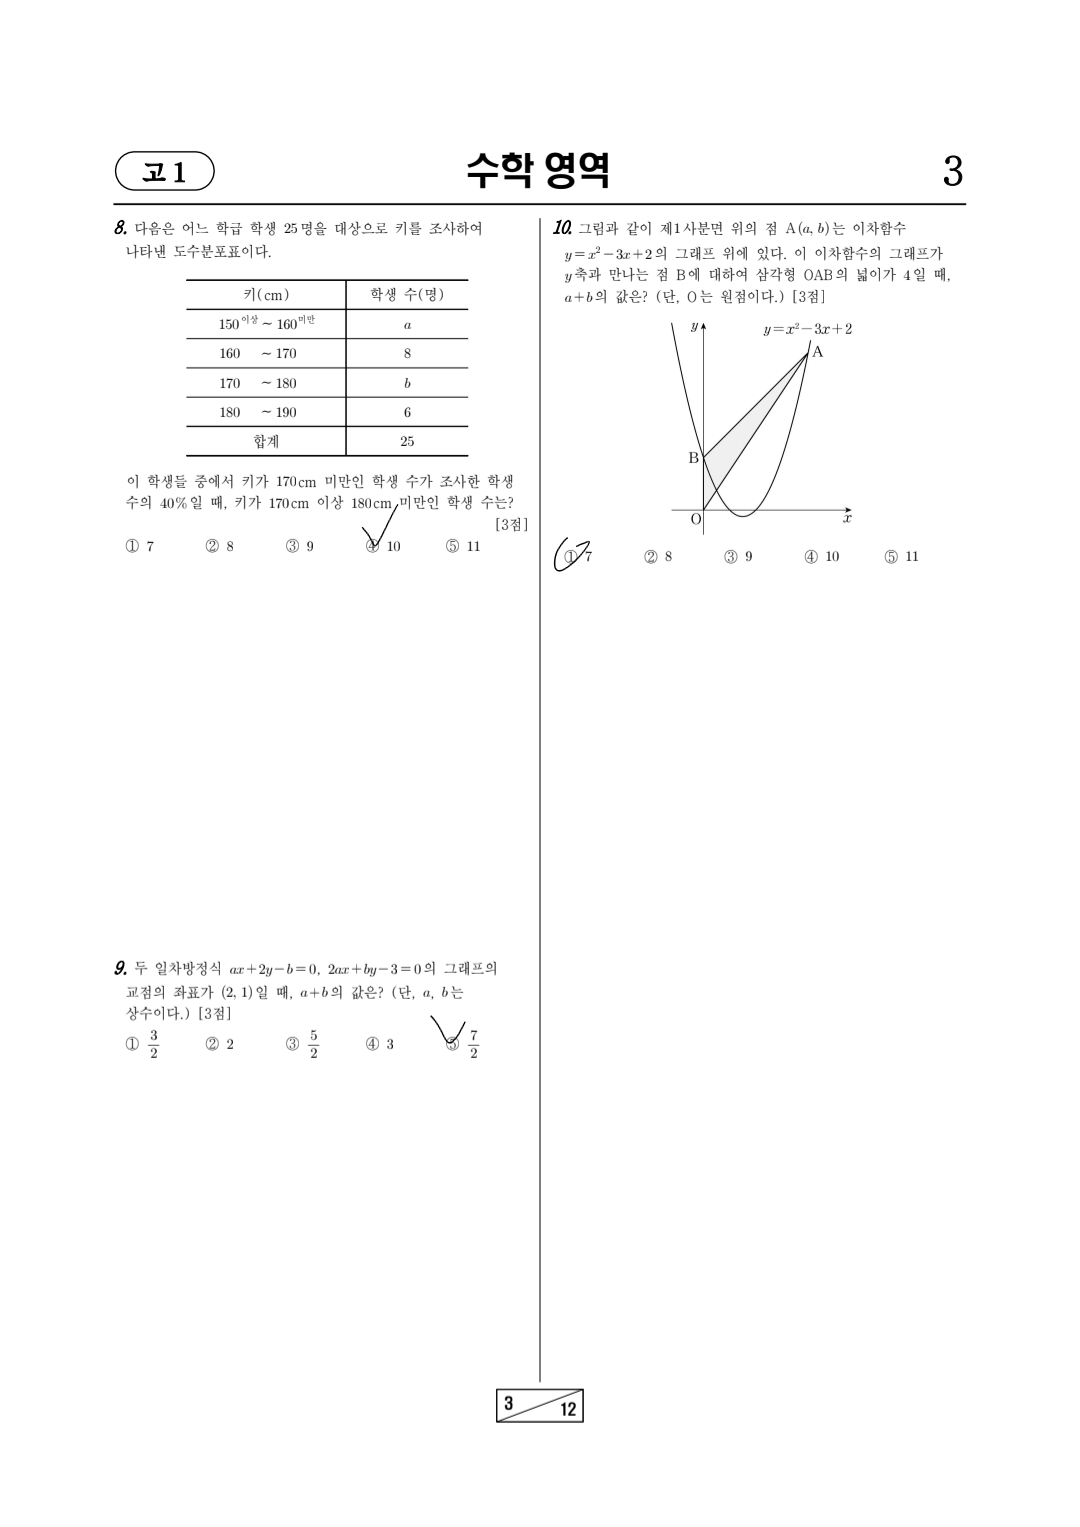 고 1
수학 영역
3
8. 다음은 어느 학급 학생 25명을 대상으로 키를 조사하여
나타낸 도수분포표이다.
키(cm) 학생 수(명)
150이상 ~ 160미만 a
160 ~ 170 8
170 ~ 180 b
180 ~ 190 6
합계 25
이 학생들 중에서 키가 170cm 미만인 학생 수가 조사한 학생
수의 40%일 때, 키가 170cm 이상 180cm 미만인 학생 수는?
[3점]
① 7 ② 8 ③ 9 ④ 10 ⑤ 11
9. 두 일차방정식 ax+2y-b=0, 2ax+by-3=0의 그래프의
교점의 좌표가 (2, 1)일 때, a+b의 값은? (단, a, b는
상수이다.) [3점]
① 3/2 ② 2 ③ 5/2 ④ 3 ⑤ 7/2
10. 그림과 같이 제1사분면 위의 점 A(a, b)는 이차함수
y=x²-3x+2의 그래프 위에 있다. 이 이차함수의 그래프가
y축과 만나는 점 B에 대하여 삼각형 OAB의 넓이가 4일 때,
a+b의 값은? (단, O는 원점이다.) [3점]
y
y=x²-3x+2
A
B
O
x
① 7 ② 8 ③ 9 ④ 10 ⑤ 11
3
12